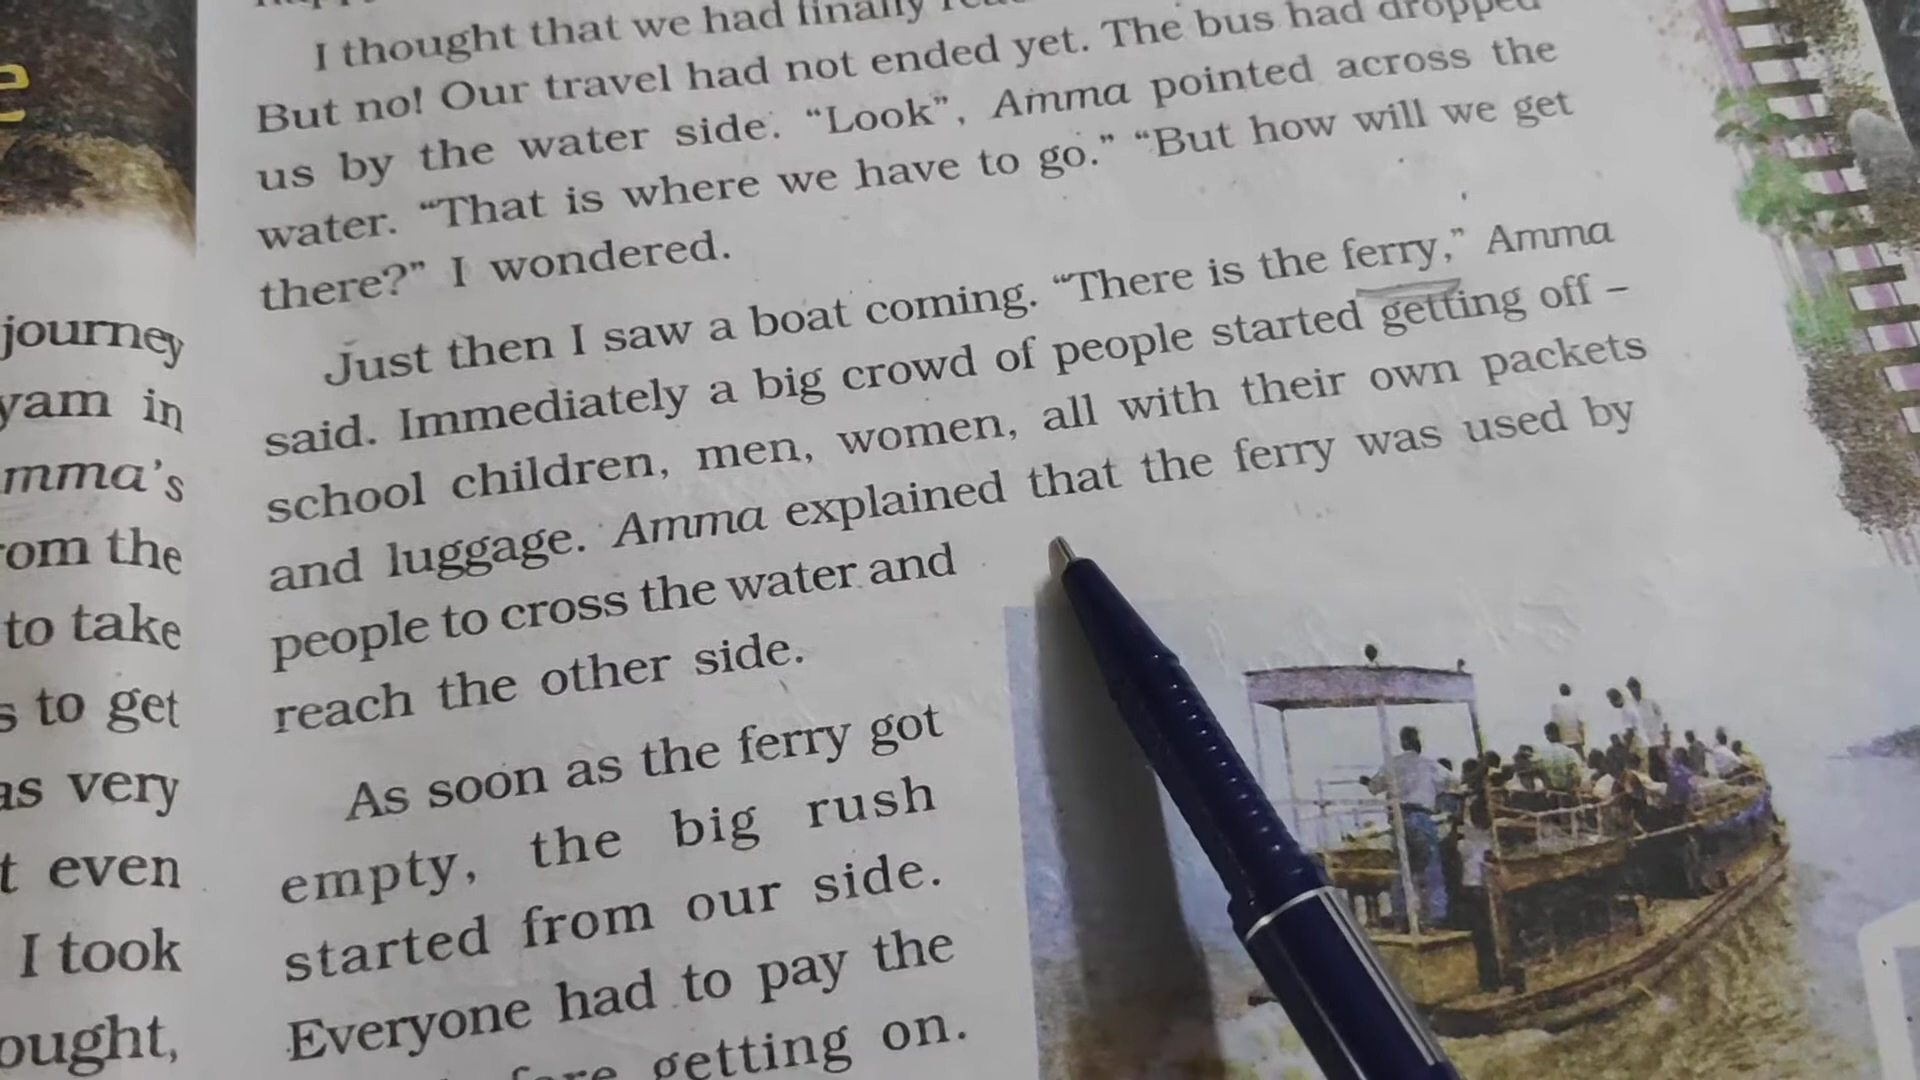 I thought that we had finally
But no! Our travel had not ended yet. The bus had dropped
us by the water side. “Look”, Amma pointed across the
water. “That is where we have to go.” “But how will we get
there?” I wondered.
Just then I saw a boat coming. “There is the ferry,” Amma
said. Immediately a big crowd of people started getting off –
school children, men, women, all with their own packets
and luggage. Amma explained that the ferry was used by
people to cross the water and
reach the other side.
As soon as the ferry got
empty, the big rush
started from our side.
Everyone had to pay the
getting on.
journey
yam in
mma’s
om the
to take
s to get
as very
t even
I took
ought,